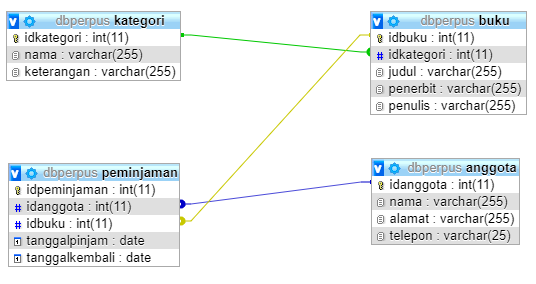 dbperpus kategori
idkategori : int(11)
nama : varchar(255)
keterangan : varchar(255)
dbperpus buku
idbuku : int(11)
idkategori : int(11)
judul : varchar(255)
penerbit : varchar(255)
penulis : varchar(255)
dbperpus peminjaman
idpeminjaman : int(11)
idanggota : int(11)
idbuku : int(11)
tanggalpinjam : date
tanggalkembali : date
dbperpus anggota
idanggota : int(11)
nama : varchar(255)
alamat : varchar(255)
telepon : varchar(25)